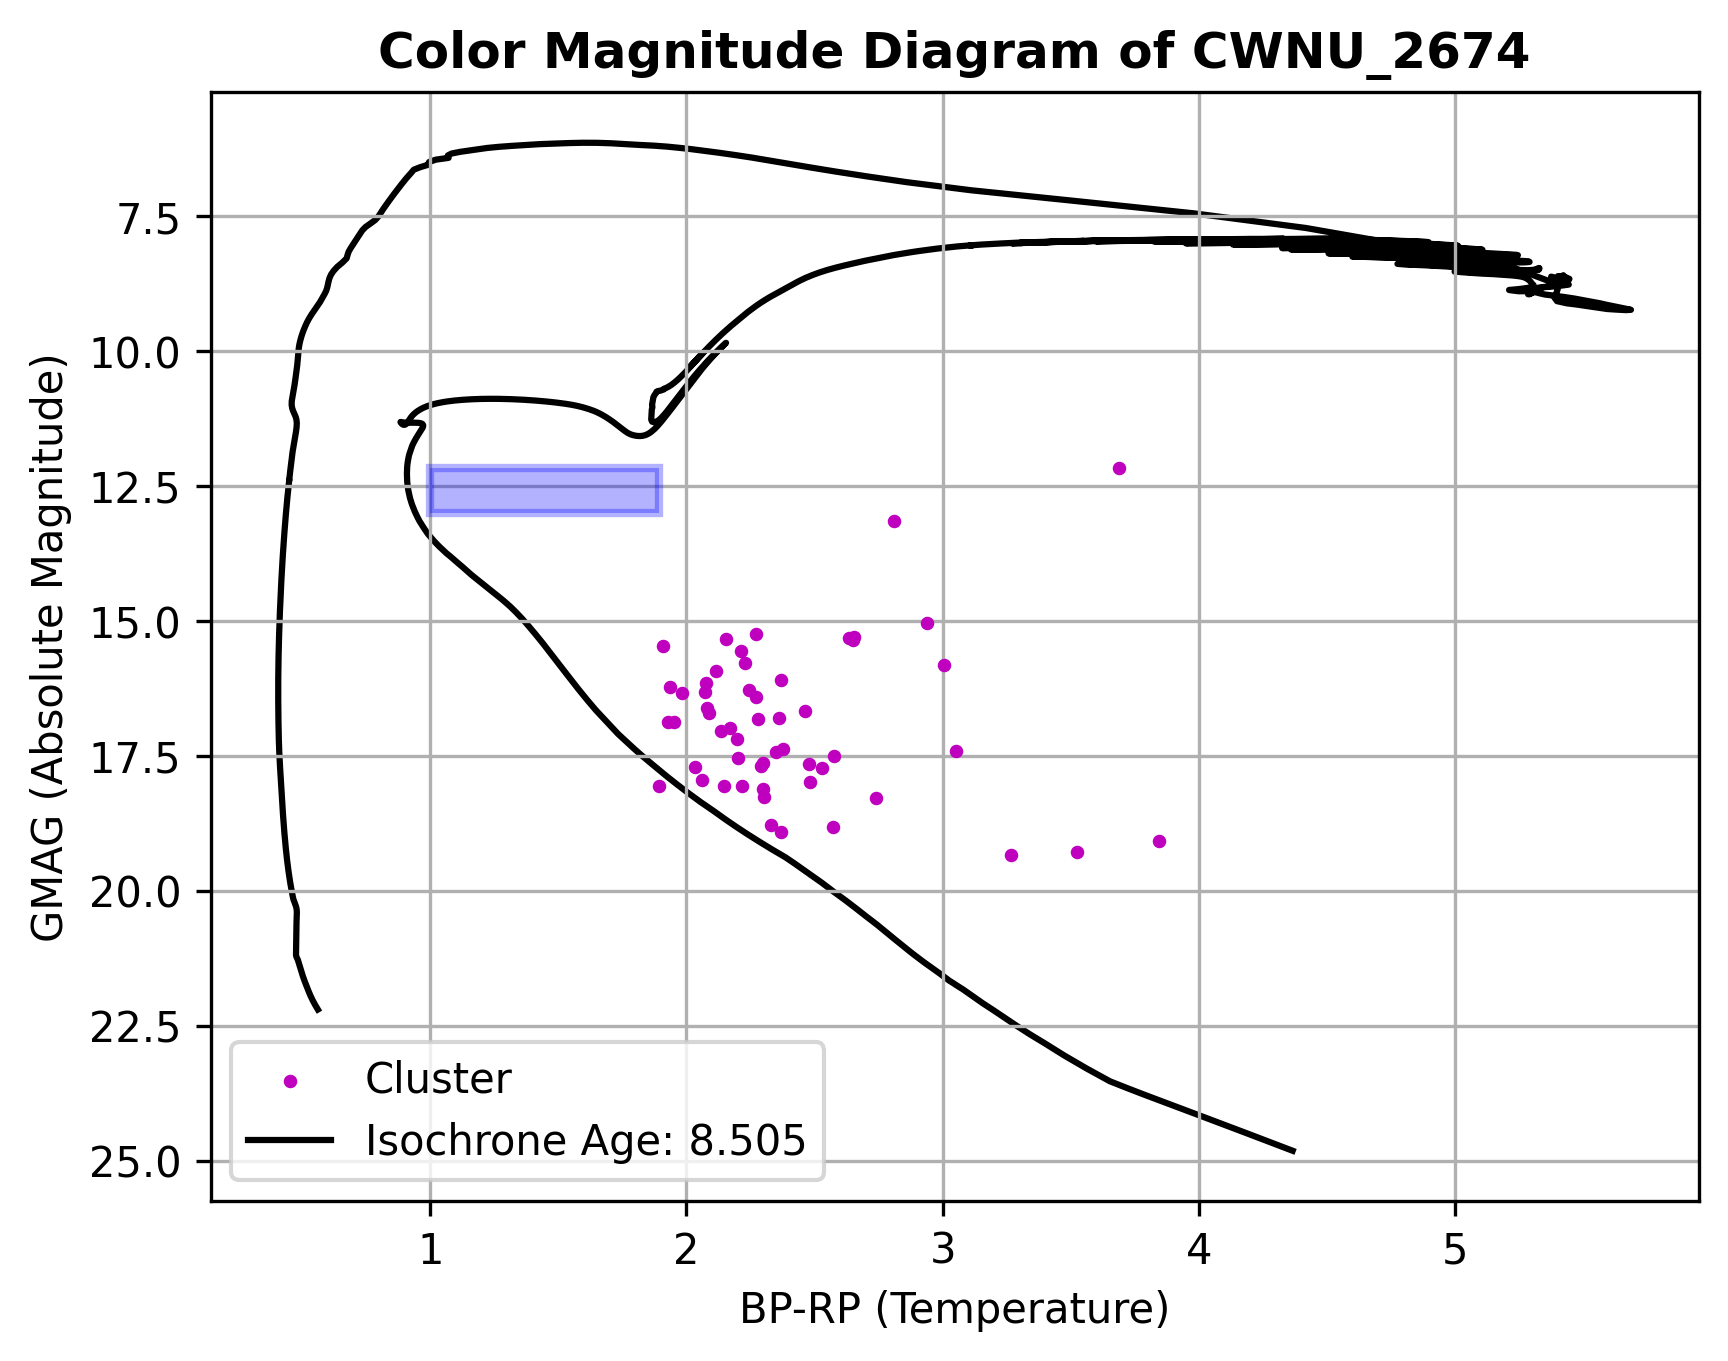 Color Magnitude Diagram of CWNU_2674
GMAG (Absolute Magnitude)
7.5
10.0
12.5
15.0
17.5
20.0
22.5
25.0
Cluster
Isochrone Age: 8.505
1 2 3 4 5
BP-RP (Temperature)